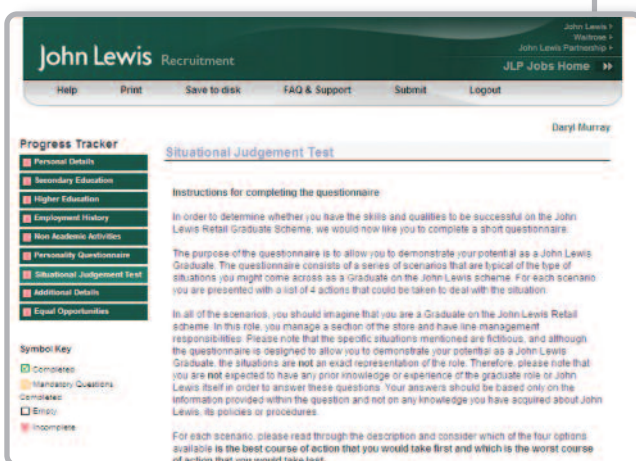 John Lewis
Waitrose
John Lewis Partnership
John Lewis Recruitment
JLP Jobs Home
Help Print Save to disk FAQ & Support Submit Logout
Daryl Murray
Progress Tracker
Personal Details
Secondary Education
Higher Education
Employment History
Non Academic Activities
Personality Questionnaire
Situational Judgement Test
Additional Details
Equal Opportunities
Symbol Key
Completed
Mandatory Questions
Completed
Empty
Incomplete
Situational Judgement Test
Instructions for completing the questionnaire
In order to determine whether you have the skills and qualities to be successful on the John
Lewis Retail Graduate Scheme, we would now like you to complete a short questionnaire.
The purpose of the questionnaire is to allow you to demonstrate your potential as a John Lewis
Graduate. The questionnaire consists of a series of scenarios that are typical of the type of
situations you might come across as a Graduate on the John Lewis scheme. For each scenario
you are presented with a list of 4 actions that could be taken to deal with the situation.
In all of the scenarios, you should imagine that you are a Graduate on the John Lewis Retail
scheme. In this role, you manage a section of the store and have line management
responsibilities. Please note that the specific situations mentioned are fictitious, and although
the questionnaire is designed to allow you to demonstrate your potential as a John Lewis
Graduate, the situations are not an exact representation of the role. Therefore, please note that
you are not expected to have any prior knowledge or experience of the graduate role or John
Lewis itself in order to answer these questions. Your answers should be based only on the
information provided within the question and not on any knowledge you have acquired about John
Lewis, its policies or procedures.
For each scenario, please read through the description and consider which of the four options
available is the best course of action that you would take first and which is the worst course
of action that you would take last.